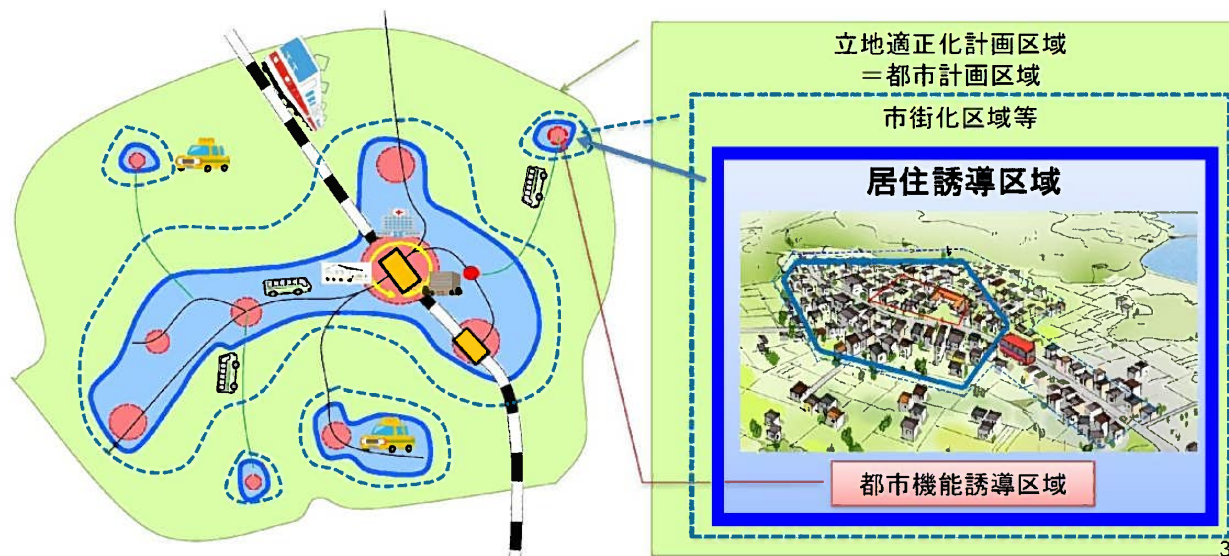 立地適正化計画区域
＝都市計画区域
市街化区域等
居住誘導区域
都市機能誘導区域
3